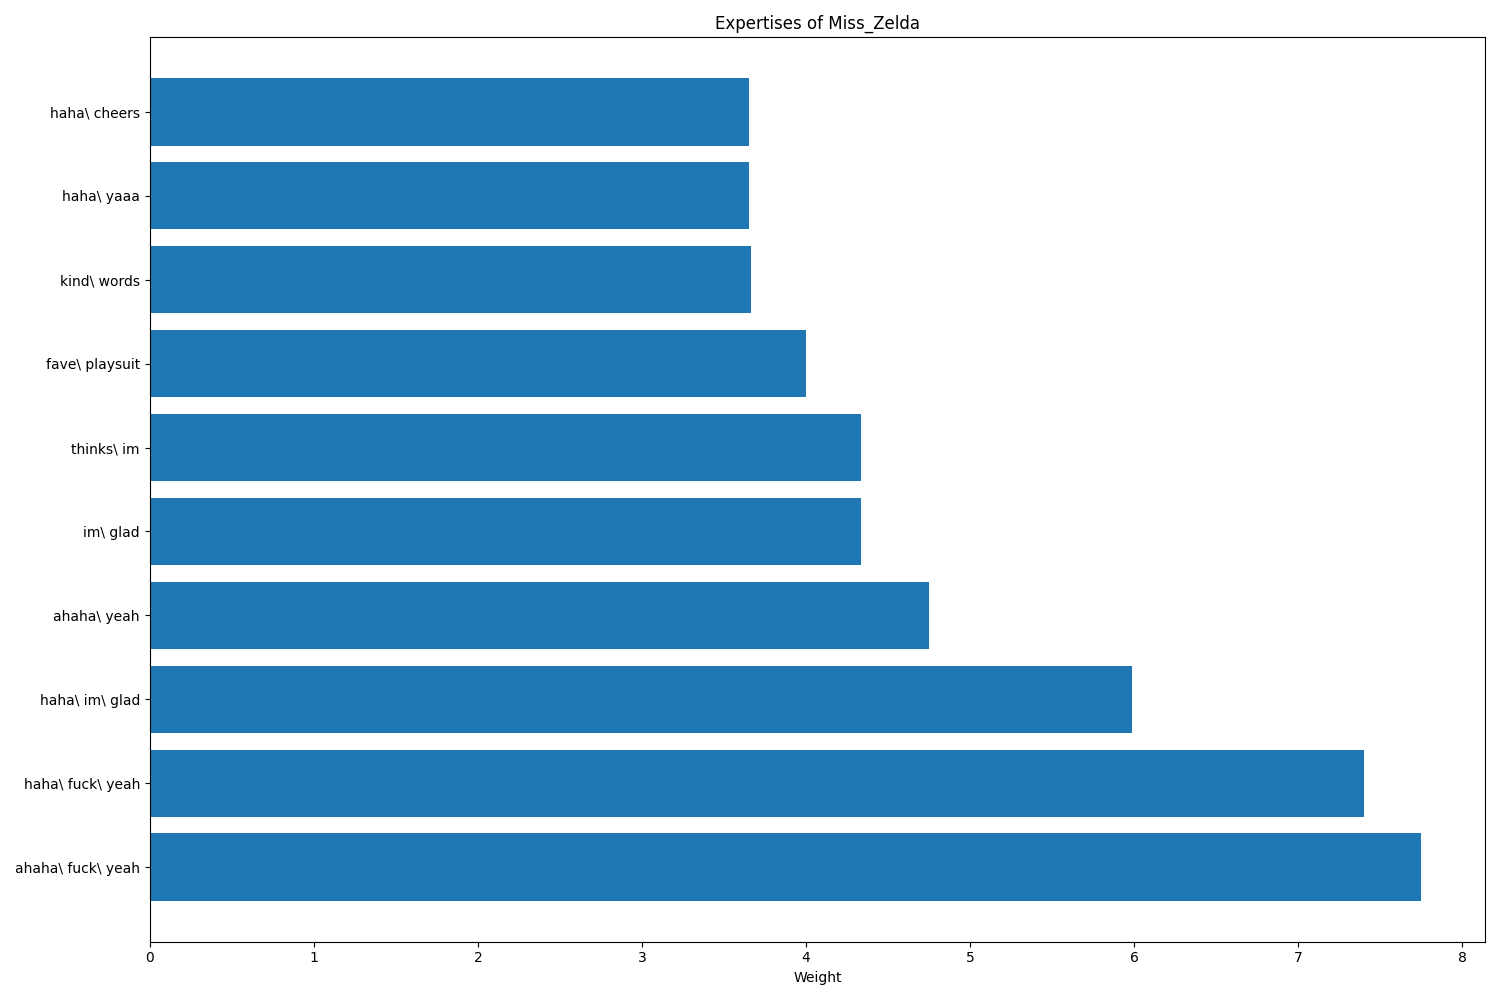 Expertises of Miss_Zelda
haha\ cheers
haha\ yaaa
kind\ words
fave\ playsuit
thinks\ im
im\ glad
ahaha\ yeah
haha\ im\ glad
haha\ fuck\ yeah
ahaha\ fuck\ yeah
0 1 2 3 4 5 6 7 8
Weight